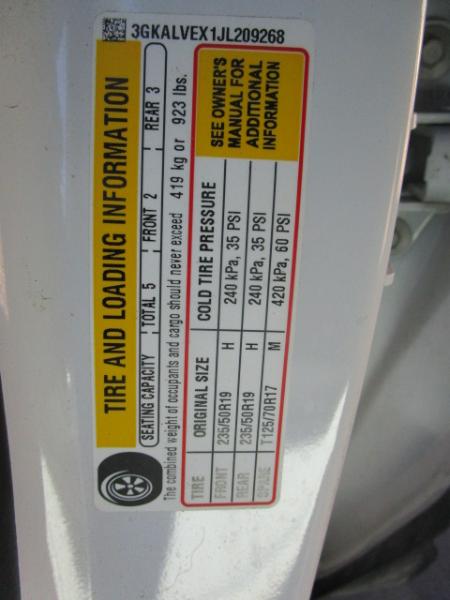 3GKALVEX1JL209268
TIRE AND LOADING INFORMATION
SEATING CAPACITY TOTAL 5 FRONT 2 REAR 3
The combined weight of occupants and cargo should never exceed 419 kg or 923 lbs.
TIRE ORIGINAL SIZE COLD TIRE PRESSURE
FRONT 235/50R19 H 240 kPa, 35 PSI
REAR 235/50R19 H 240 kPa, 35 PSI
SPARE T125/70R17 M 420 kPa, 60 PSI
SEE OWNER'S
MANUAL FOR
ADDITIONAL
INFORMATION